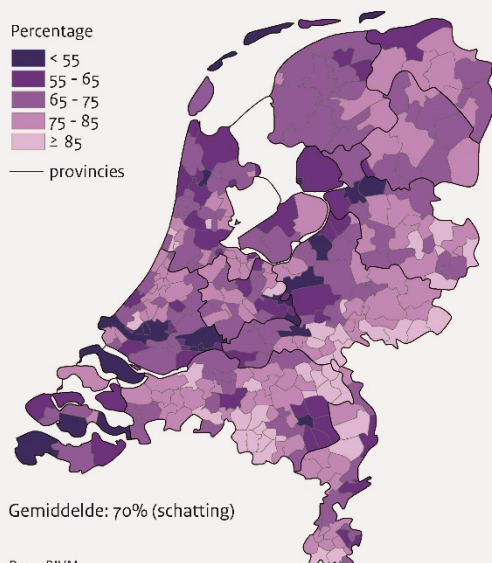 Percentage
< 55
55 - 65
65 - 75
75 - 85
≥ 85
provincies
Gemiddelde: 70% (schatting)